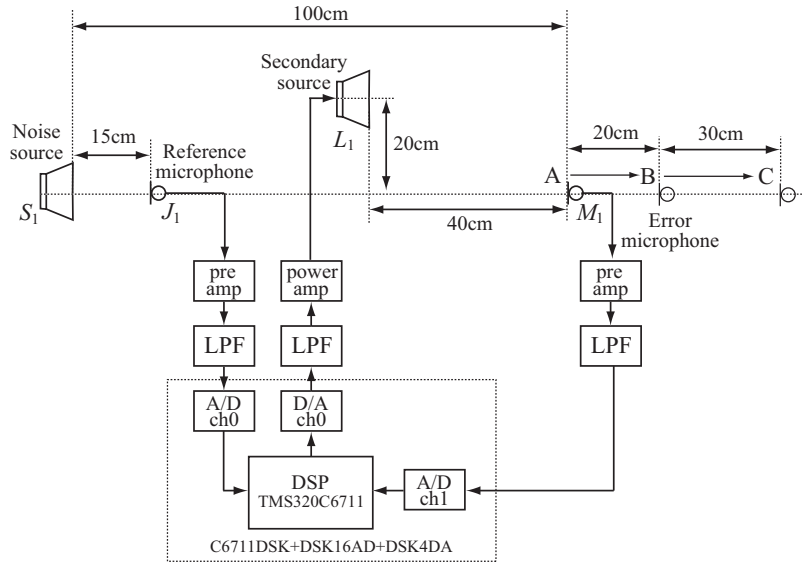 100cm
Secondary
source
L1
20cm
15cm
Noise
source
S1
Reference
microphone
J1
20cm
30cm
A
B
C
M1
40cm
Error
microphone
pre
amp
power
amp
pre
amp
LPF
LPF
LPF
A/D
ch0
D/A
ch0
DSP
TMS320C6711
A/D
ch1
C6711DSK+DSK16AD+DSK4DA